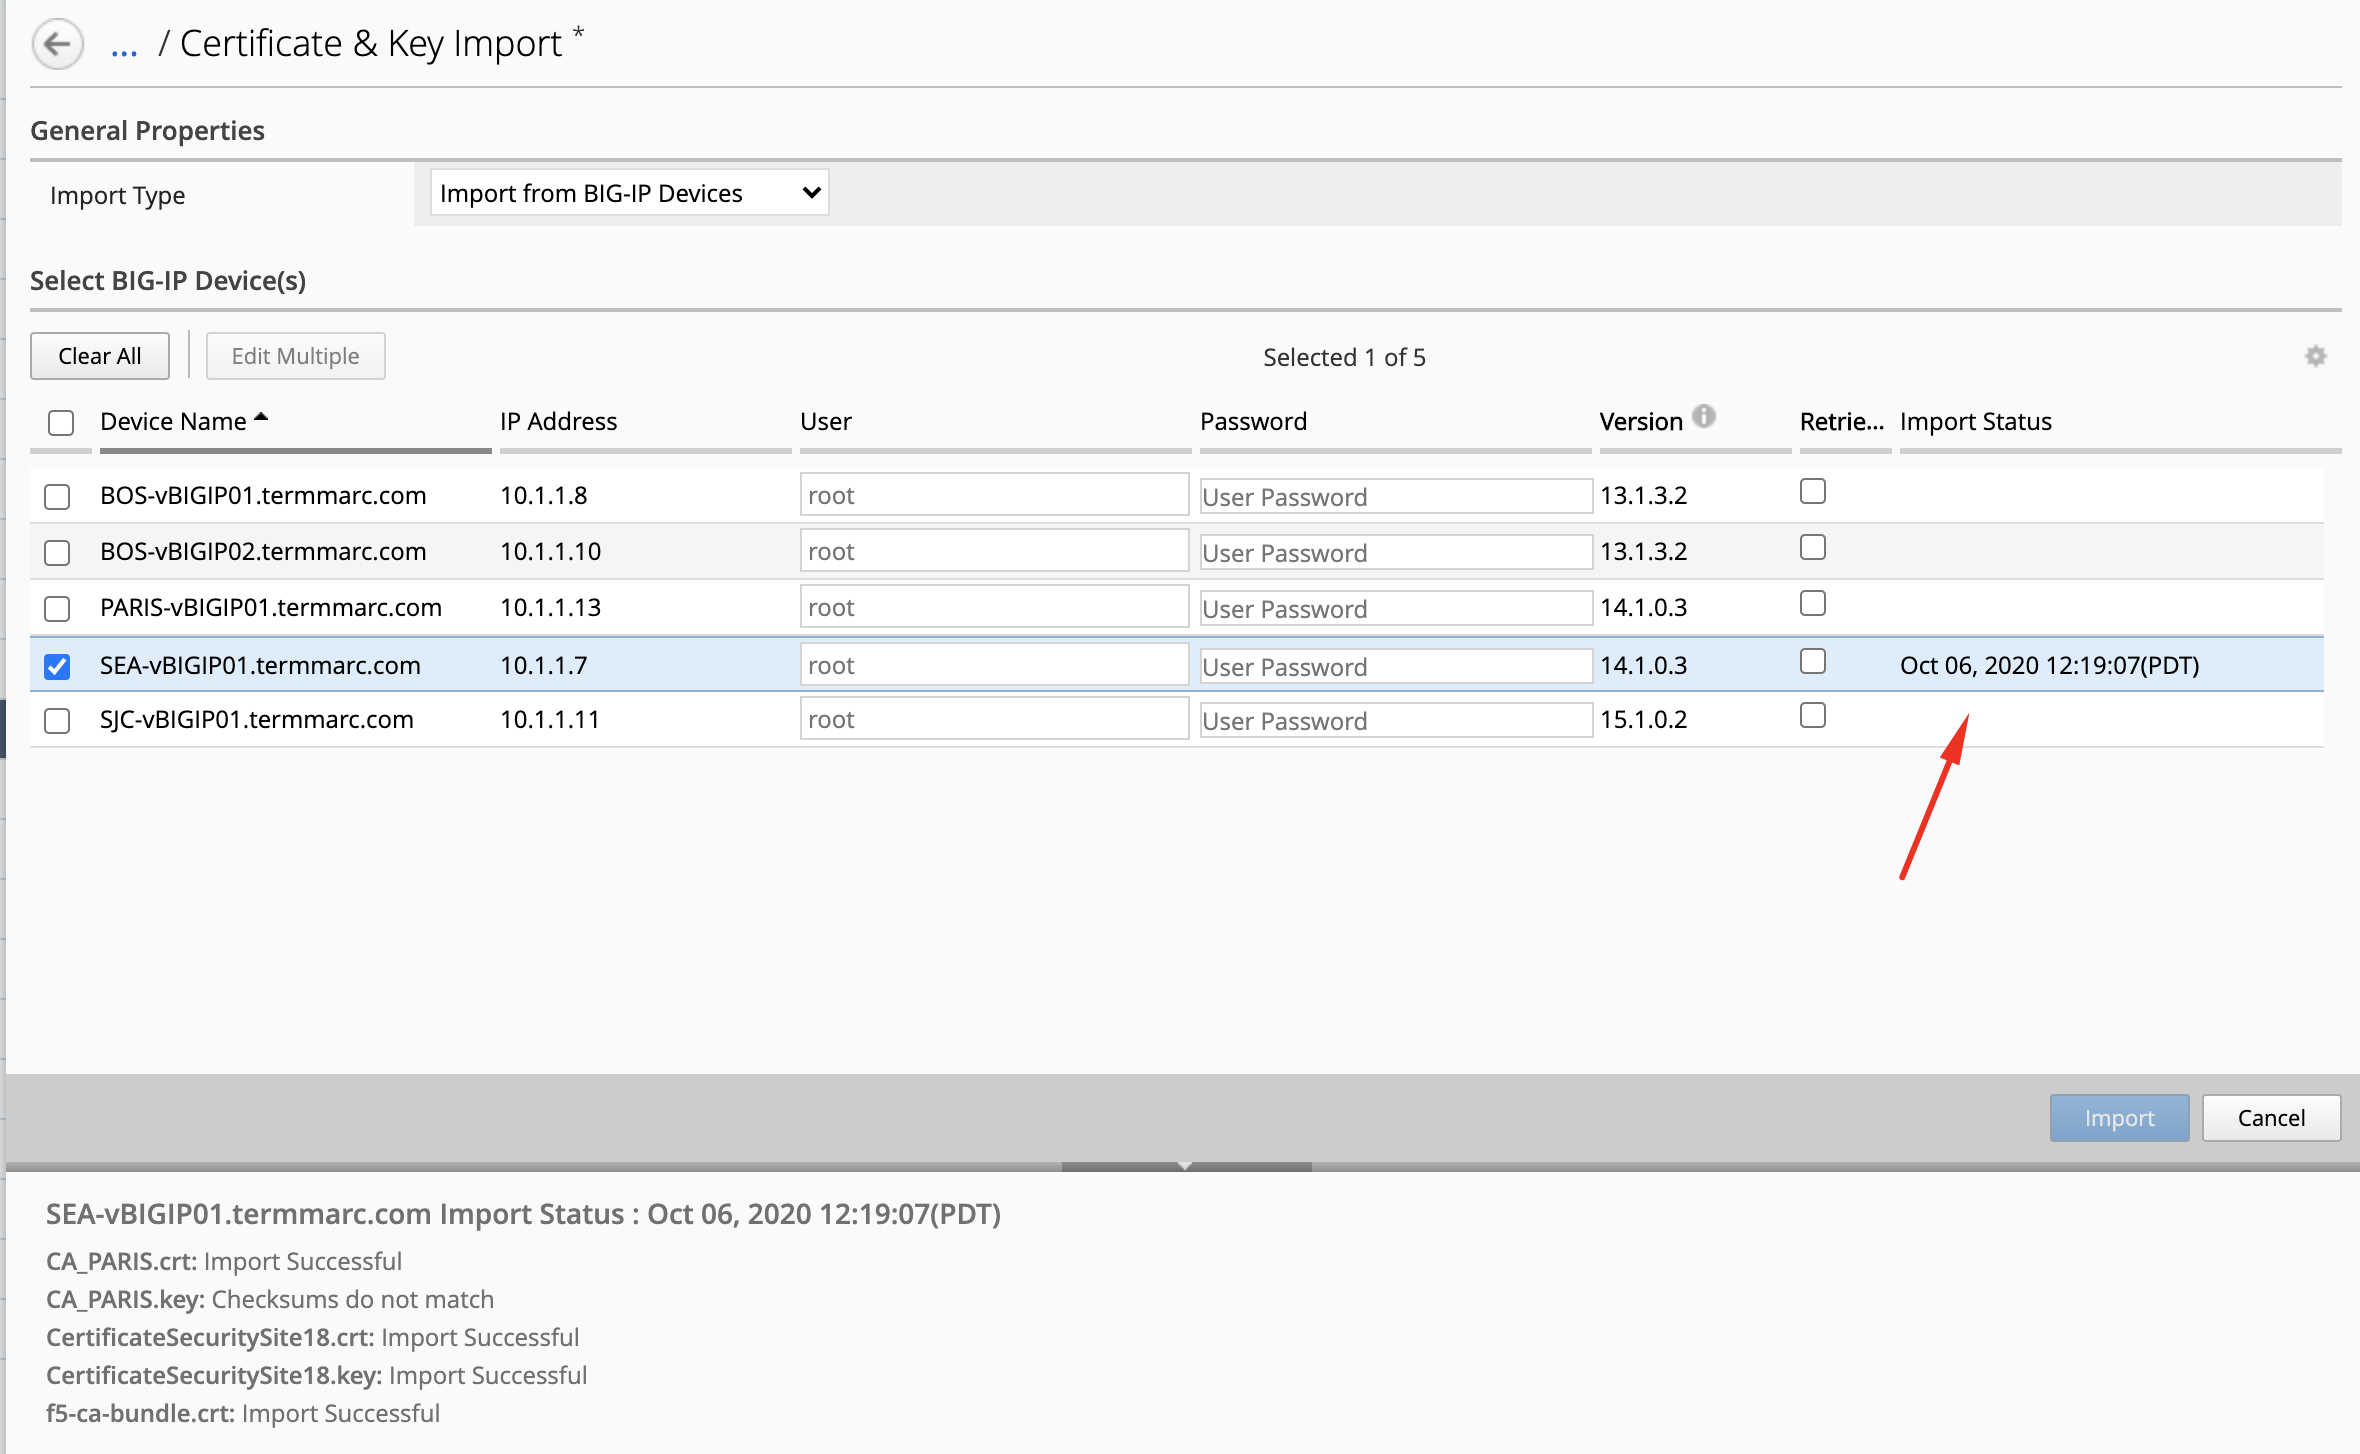 ... / Certificate & Key Import *
General Properties
Import Type Import from BIG-IP Devices
Select BIG-IP Device(s)
Clear All Edit Multiple Selected 1 of 5
Device Name IP Address User Password Version Retrie... Import Status
BOS-vBIGIP01.termmarc.com 10.1.1.8 root User Password 13.1.3.2
BOS-vBIGIP02.termmarc.com 10.1.1.10 root User Password 13.1.3.2
PARIS-vBIGIP01.termmarc.com 10.1.1.13 root User Password 14.1.0.3
SEA-vBIGIP01.termmarc.com 10.1.1.7 root User Password 14.1.0.3 Oct 06, 2020 12:19:07(PDT)
SJC-vBIGIP01.termmarc.com 10.1.1.11 root User Password 15.1.0.2
Import Cancel
SEA-vBIGIP01.termmarc.com Import Status : Oct 06, 2020 12:19:07(PDT)
CA_PARIS.crt: Import Successful
CA_PARIS.key: Checksums do not match
CertificateSecuritySite18.crt: Import Successful
CertificateSecuritySite18.key: Import Successful
f5-ca-bundle.crt: Import Successful